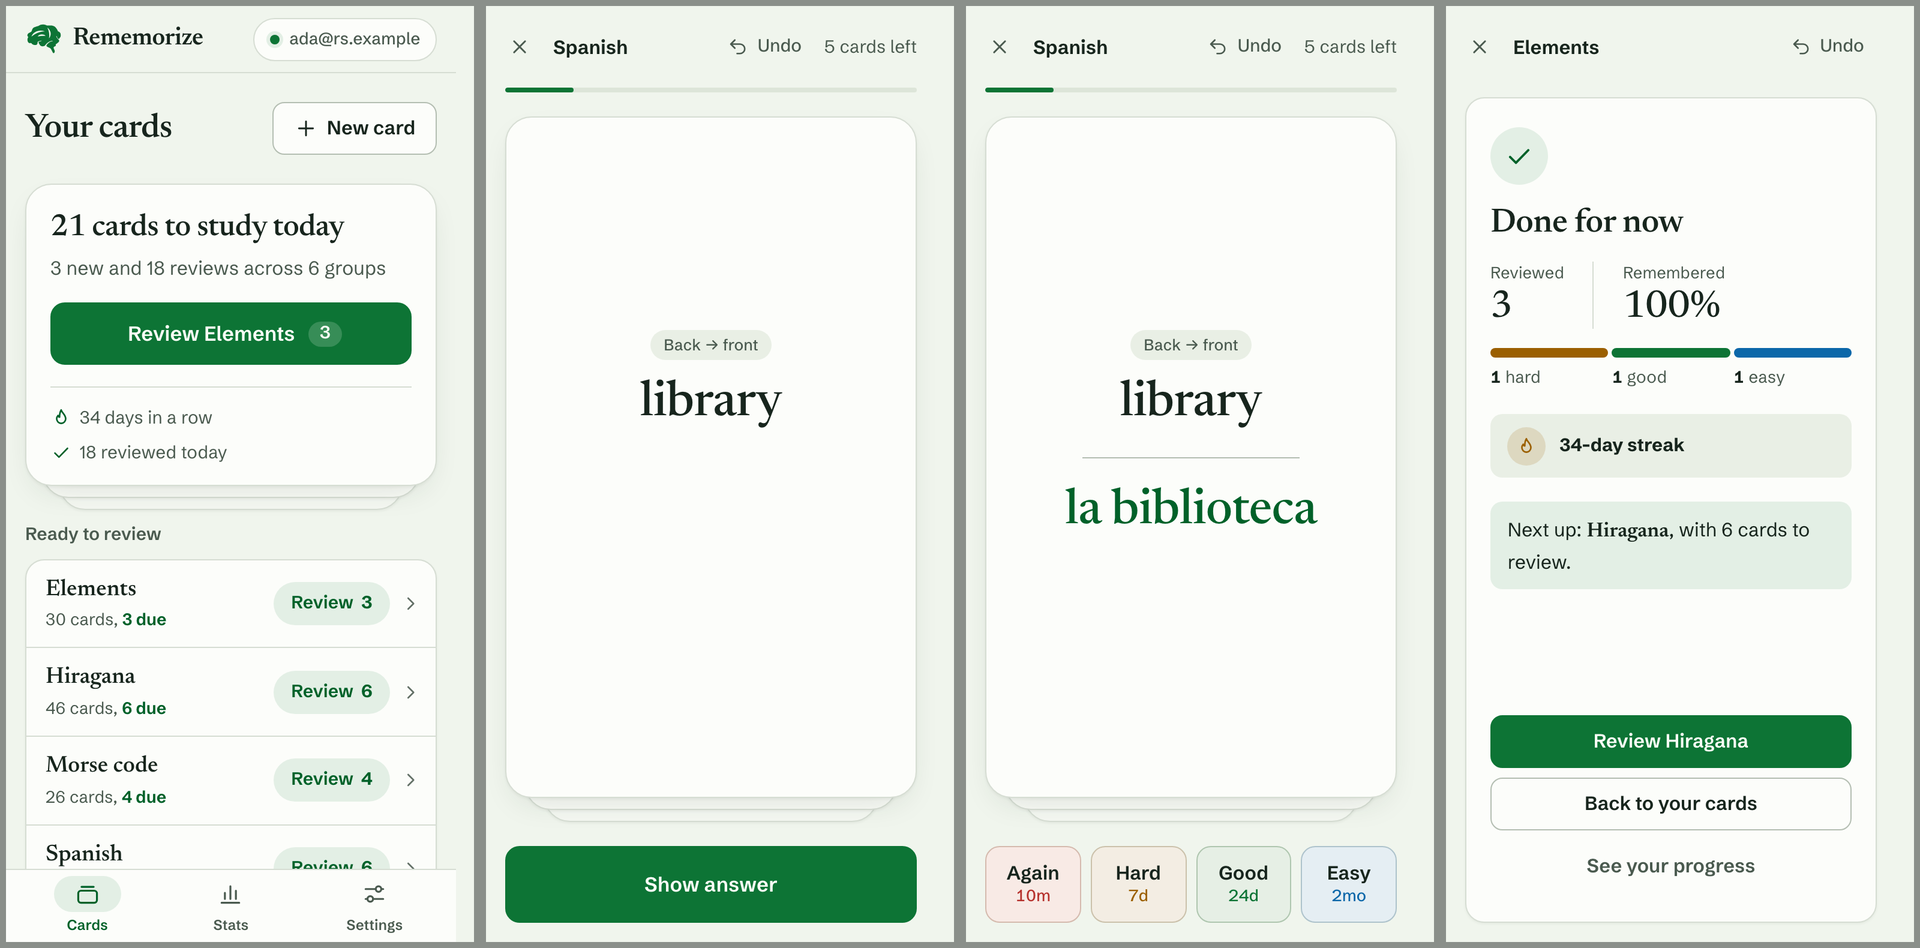 Rememorize
ada@rs.example
Your cards
New card
21 cards to study today
3 new and 18 reviews across 6 groups
Review Elements 3
34 days in a row
18 reviewed today
Ready to review
Elements
30 cards, 3 due
Review 3
Hiragana
46 cards, 6 due
Review 6
Morse code
26 cards, 4 due
Review 4
Spanish
Review 6
Cards
Stats
Settings
Spanish
Undo
5 cards left
Back → front
library
Show answer
Spanish
Undo
5 cards left
Back → front
library
la biblioteca
Again
10m
Hard
7d
Good
24d
Easy
2mo
Elements
Undo
Done for now
Reviewed
3
Remembered
100%
1 hard
1 good
1 easy
34-day streak
Next up: Hiragana, with 6 cards to
review.
Review Hiragana
Back to your cards
See your progress